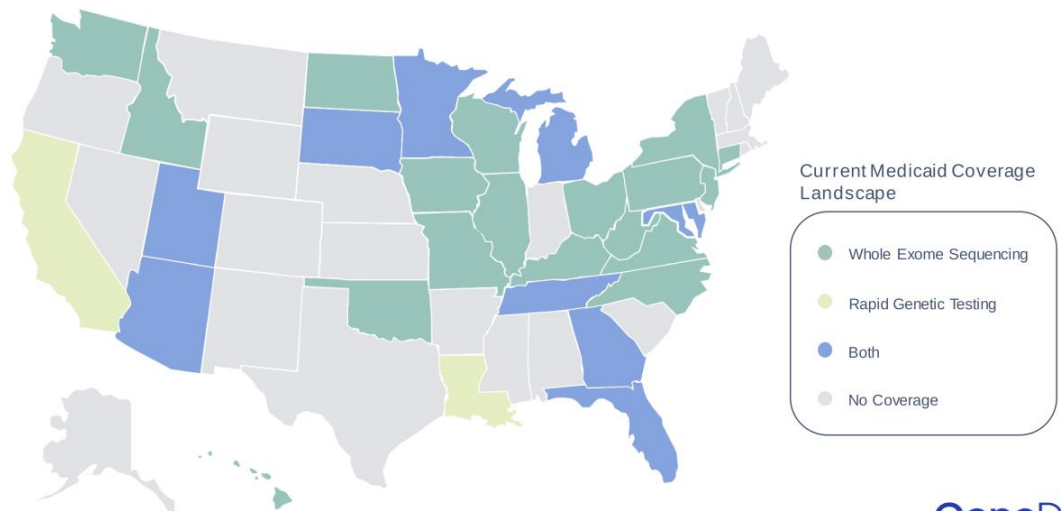 Current Medicaid Coverage
Landscape
Whole Exome Sequencing
Rapid Genetic Testing
Both
No Coverage